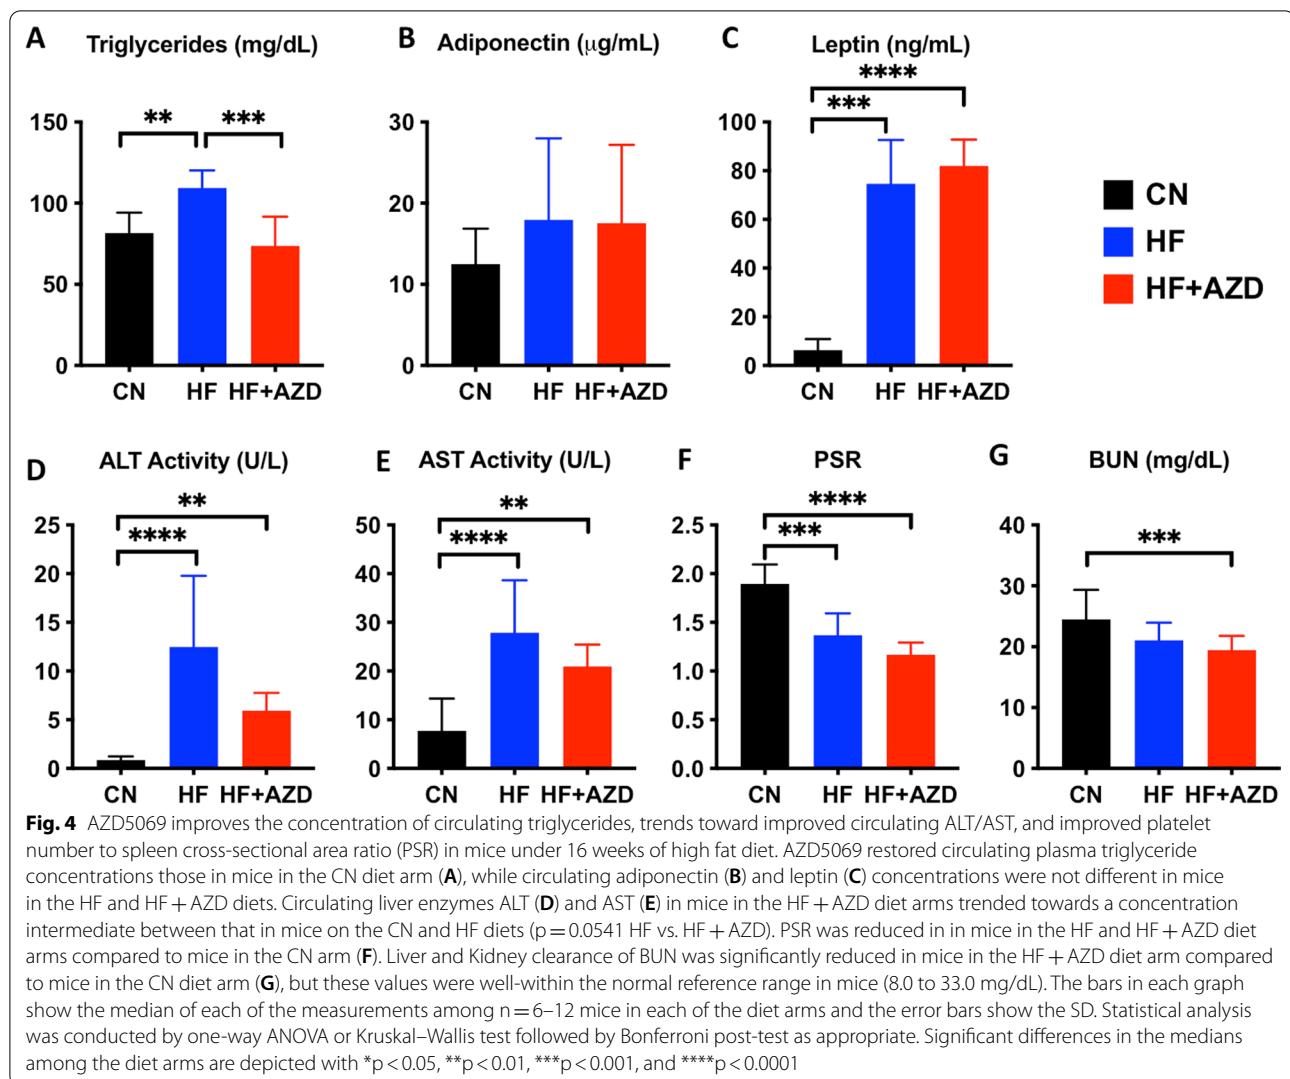 A Triglycerides (mg/dL)
** ***
150
100
50
0
CN HF HF+AZD
B Adiponectin (μg/mL)
30
20
10
0
CN HF HF+AZD
C Leptin (ng/mL)
****
***
100
80
60
40
20
0
CN HF HF+AZD
CN
HF
HF+AZD
D ALT Activity (U/L)
**
****
25
20
15
10
5
0
CN HF HF+AZD
E AST Activity (U/L)
**
****
50
40
30
20
10
0
CN HF HF+AZD
F PSR
****
***
2.5
2.0
1.5
1.0
0.5
0.0
CN HF HF+AZD
G BUN (mg/dL)
***
40
30
20
10
0
CN HF HF+AZD
Fig. 4 AZD5069 improves the concentration of circulating triglycerides, trends toward improved circulating ALT/AST, and improved platelet
number to spleen cross-sectional area ratio (PSR) in mice under 16 weeks of high fat diet. AZD5069 restored circulating plasma triglyceride
concentrations those in mice in the CN diet arm (A), while circulating adiponectin (B) and leptin (C) concentrations were not different in mice
in the HF and HF + AZD diets. Circulating liver enzymes ALT (D) and AST (E) in mice in the HF + AZD diet arms trended towards a concentration
intermediate between that in mice on the CN and HF diets (p = 0.0541 HF vs. HF + AZD). PSR was reduced in in mice in the HF and HF + AZD diet
arms compared to mice in the CN arm (F). Liver and Kidney clearance of BUN was significantly reduced in mice in the HF + AZD diet arm compared
to mice in the CN diet arm (G), but these values were well-within the normal reference range in mice (8.0 to 33.0 mg/dL). The bars in each graph
show the median of each of the measurements among n = 6–12 mice in each of the diet arms and the error bars show the SD. Statistical analysis
was conducted by one-way ANOVA or Kruskal–Wallis test followed by Bonferroni post-test as appropriate. Significant differences in the medians
among the diet arms are depicted with *p < 0.05, **p < 0.01, ***p < 0.001, and ****p < 0.0001